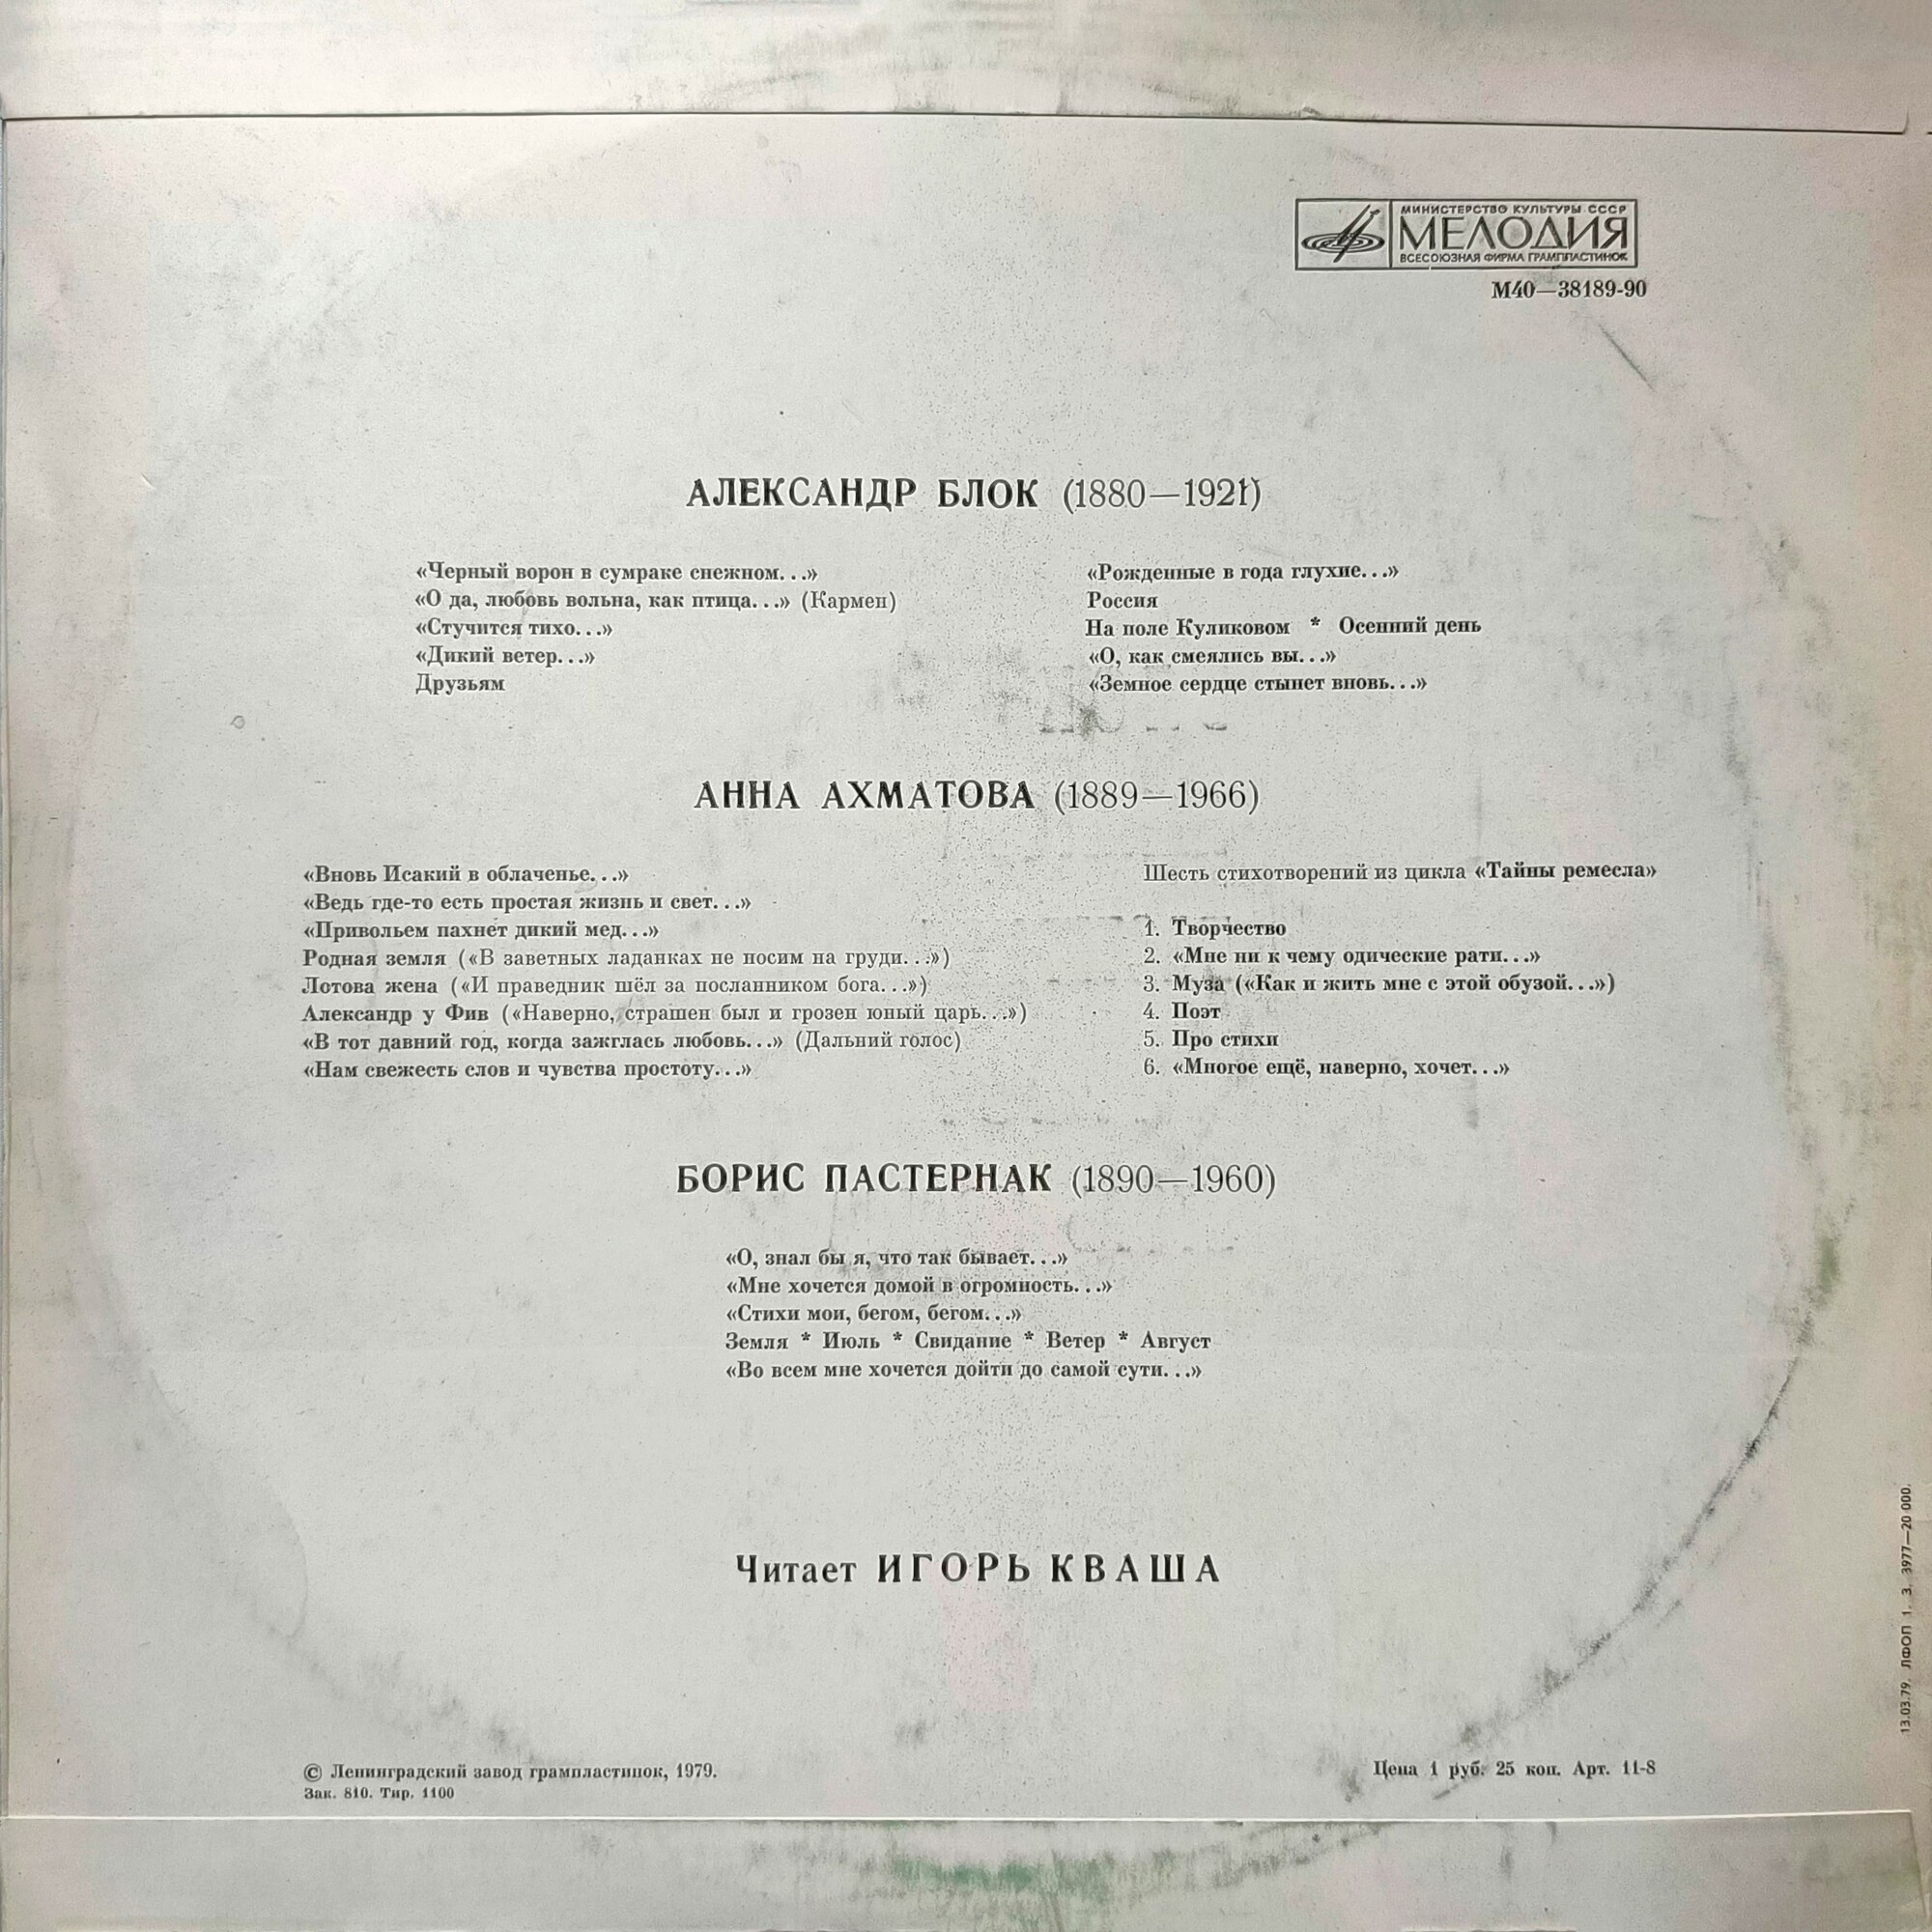 МИНИСТЕРСТВО КУЛЬТУРЫ СССР
МЕЛОДИЯ
ВСЕСОЮЗНАЯ ФИРМА ГРАМПЛАСТИНОК
М40—38189-90
АЛЕКСАНДР БЛОК (1880—1921)
«Черный ворон в сумраке снежном...»
«О да, любовь вольна, как птица...» (Кармен)
«Стучится тихо...»
«Дикий ветер...»
Друзьям
«Рожденные в года глухие...»
Россия
На поле Куликовом * Осенний день
«О, как смеялись вы...»
«Земное сердце стынет вновь...»
АННА АХМАТОВА (1889—1966)
«Вновь Исакий в облаченье...»
«Ведь где-то есть простая жизнь и свет...»
«Привольем пахнет дикий мед...»
Родная земля («В заветных ладанках не носим на груди...»)
Лотова жена («И праведник шёл за посланником бога...»)
Александр у Фив («Наверно, страшен был и грозен юный царь...»)
«В тот давний год, когда зажглась любовь...» (Дальний голос)
«Нам свежесть слов и чувства простоту...»
Шесть стихотворений из цикла «Тайны ремесла»
1. Творчество
2. «Мне ни к чему одические рати...»
3. Муза («Как и жить мне с этой обузой...»)
4. Поэт
5. Про стихи
6. «Многое ещё, наверно, хочет...»
БОРИС ПАСТЕРНАК (1890—1960)
«О, знал бы я, что так бывает...»
«Мне хочется домой в огромность...»
«Стихи мои, бегом, бегом...»
Земля * Июль * Свидание * Ветер * Август
«Во всем мне хочется дойти до самой сути...»
Читает ИГОРЬ КВАША
© Ленинградский завод грампластинок, 1979.
Зак. 810. Тир. 1100
Цена 1 руб. 25 коп. Арт. 11-8
13.03.79. ЛФОП 1. З. 3977—20 000.